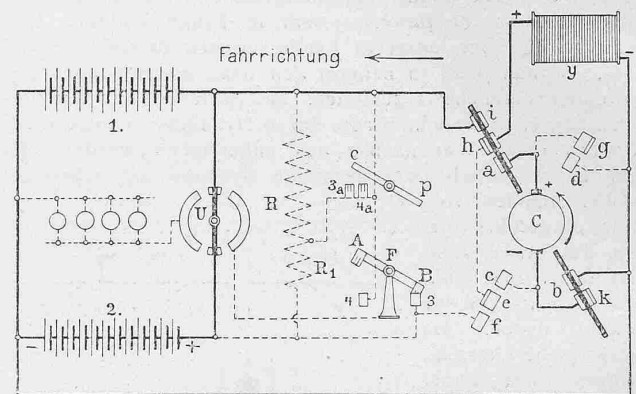 Fahrrichtung
+
−
y
1.
i
h
a
g
d
c
p
3a
4a
U
R
R₁
A
F
B
C
+
−
4
3
c
e
f
b
k
2.
−
+